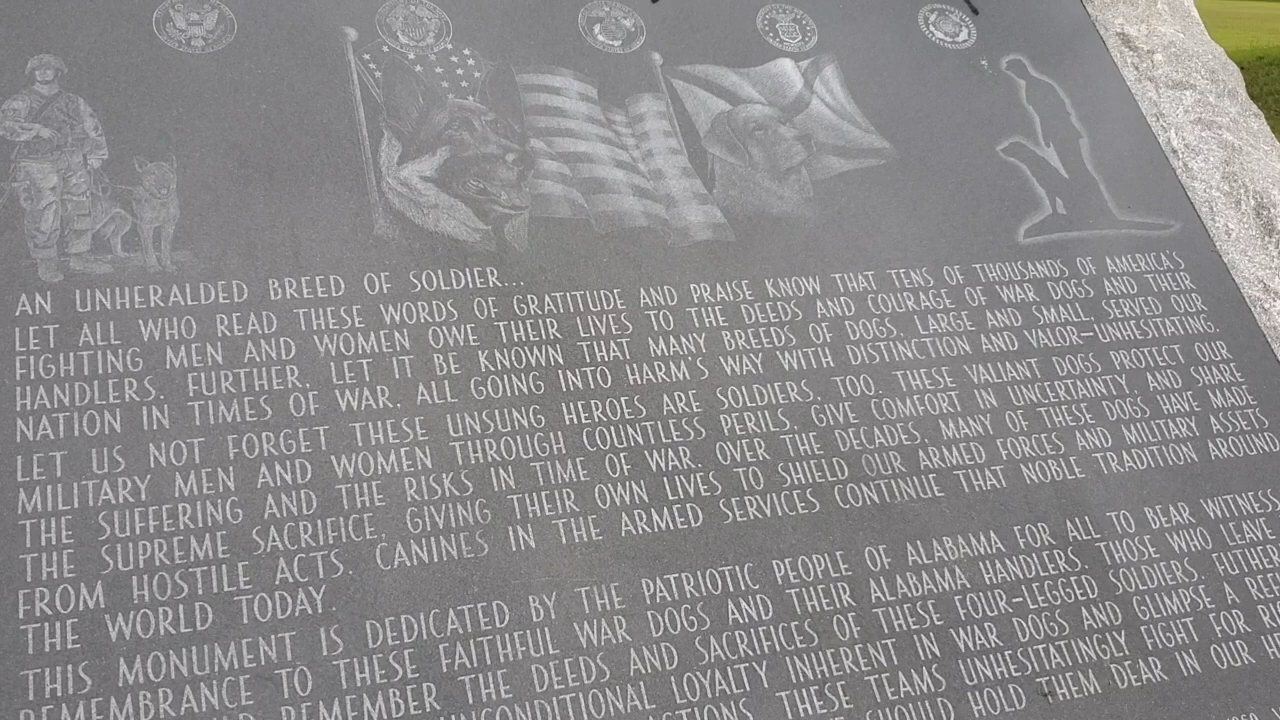 AN UNHERALDED BREED OF SOLDIER...
LET ALL WHO READ THESE WORDS OF GRATITUDE AND PRAISE KNOW THAT TENS OF THOUSANDS OF AMERICA'S
FIGHTING MEN AND WOMEN OWE THEIR LIVES TO THE DEEDS AND COURAGE OF WAR DOGS AND THEIR
HANDLERS. FURTHER, LET IT BE KNOWN THAT MANY BREEDS OF DOGS, LARGE AND SMALL, SERVED OUR
NATION IN TIMES OF WAR, ALL GOING INTO HARM'S WAY WITH DISTINCTION AND VALOR—UNHESITATING.
LET US NOT FORGET THESE UNSUNG HEROES ARE SOLDIERS, TOO. THESE VALIANT DOGS PROTECT OUR
MILITARY MEN AND WOMEN THROUGH COUNTLESS PERILS, GIVE COMFORT IN UNCERTAINTY, AND SHARE
THE SUFFERING AND THE RISKS IN TIME OF WAR. OVER THE DECADES, MANY OF THESE DOGS HAVE MADE
THE SUPREME SACRIFICE, GIVING THEIR OWN LIVES TO SHIELD OUR ARMED FORCES AND MILITARY ASSETS
FROM HOSTILE ACTS. CANINES IN THE ARMED SERVICES CONTINUE THAT NOBLE TRADITION AROUND
THE WORLD TODAY.
THIS MONUMENT IS DEDICATED BY THE PATRIOTIC PEOPLE OF ALABAMA FOR ALL TO BEAR WITNESS
REMEMBRANCE TO THESE FAITHFUL WAR DOGS AND THEIR ALABAMA HANDLERS. THOSE WHO LEAVE
REMEMBER THE DEEDS AND SACRIFICES OF THESE FOUR-LEGGED SOLDIERS. FUTHER
LOYALTY INHERENT IN WAR DOGS AND GLIMPSE A
THESE TEAMS UNHESITATINGLY FIGHT FOR
SHOULD HOLD THEM DEAR IN OUR